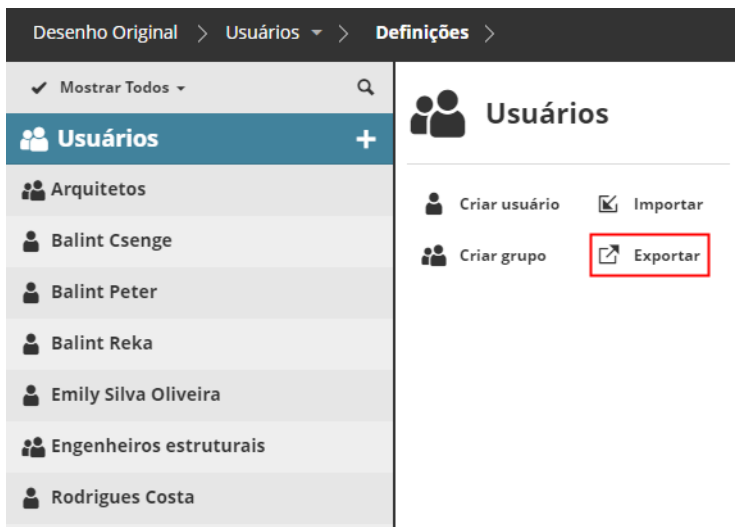 Desenho Original > Usuários > Definições >
Mostrar Todos
Usuários +
Arquitetos
Balint Csenge
Balint Peter
Balint Reka
Emily Silva Oliveira
Engenheiros estruturais
Rodrigues Costa
Usuários
Criar usuário Importar
Criar grupo Exportar